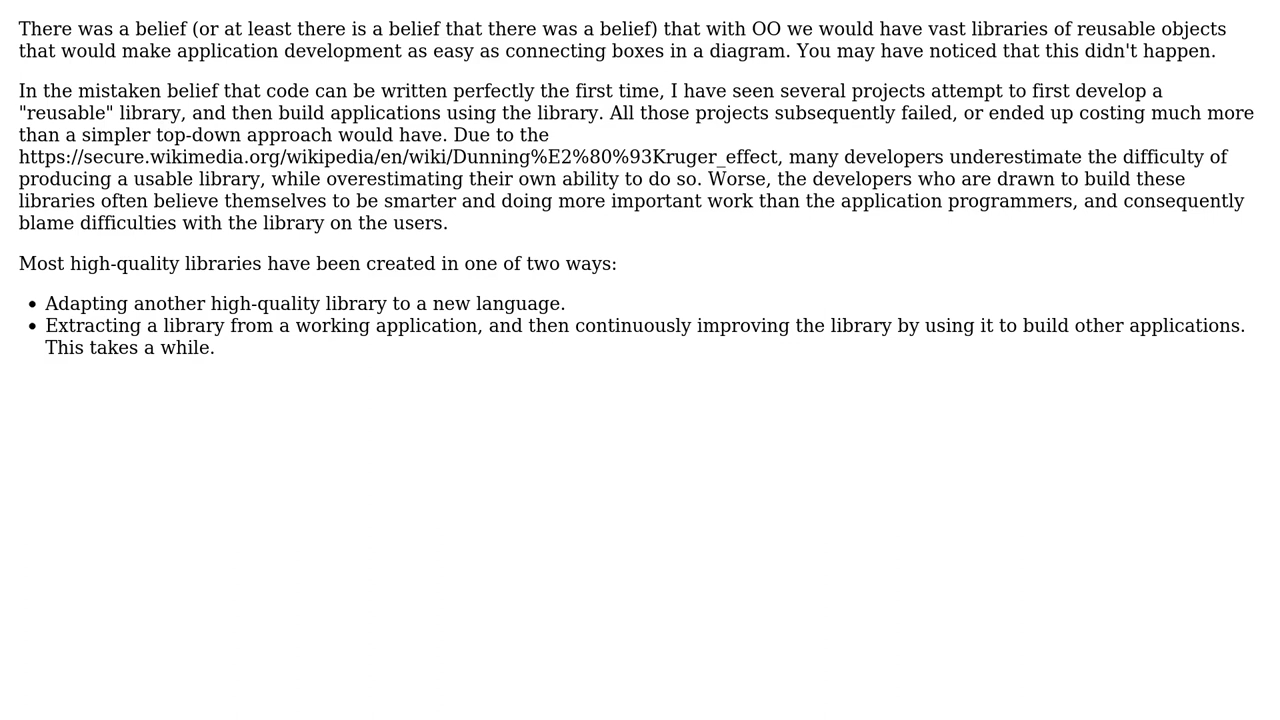 There was a belief (or at least there is a belief that there was a belief) that with OO we would have vast libraries of reusable objects
that would make application development as easy as connecting boxes in a diagram. You may have noticed that this didn't happen.
In the mistaken belief that code can be written perfectly the first time, I have seen several projects attempt to first develop a
"reusable" library, and then build applications using the library. All those projects subsequently failed, or ended up costing much more
than a simpler top-down approach would have. Due to the
https://secure.wikimedia.org/wikipedia/en/wiki/Dunning%E2%80%93Kruger_effect, many developers underestimate the difficulty of
producing a usable library, while overestimating their own ability to do so. Worse, the developers who are drawn to build these
libraries often believe themselves to be smarter and doing more important work than the application programmers, and consequently
blame difficulties with the library on the users.
Most high-quality libraries have been created in one of two ways:
• Adapting another high-quality library to a new language.
• Extracting a library from a working application, and then continuously improving the library by using it to build other applications.
This takes a while.